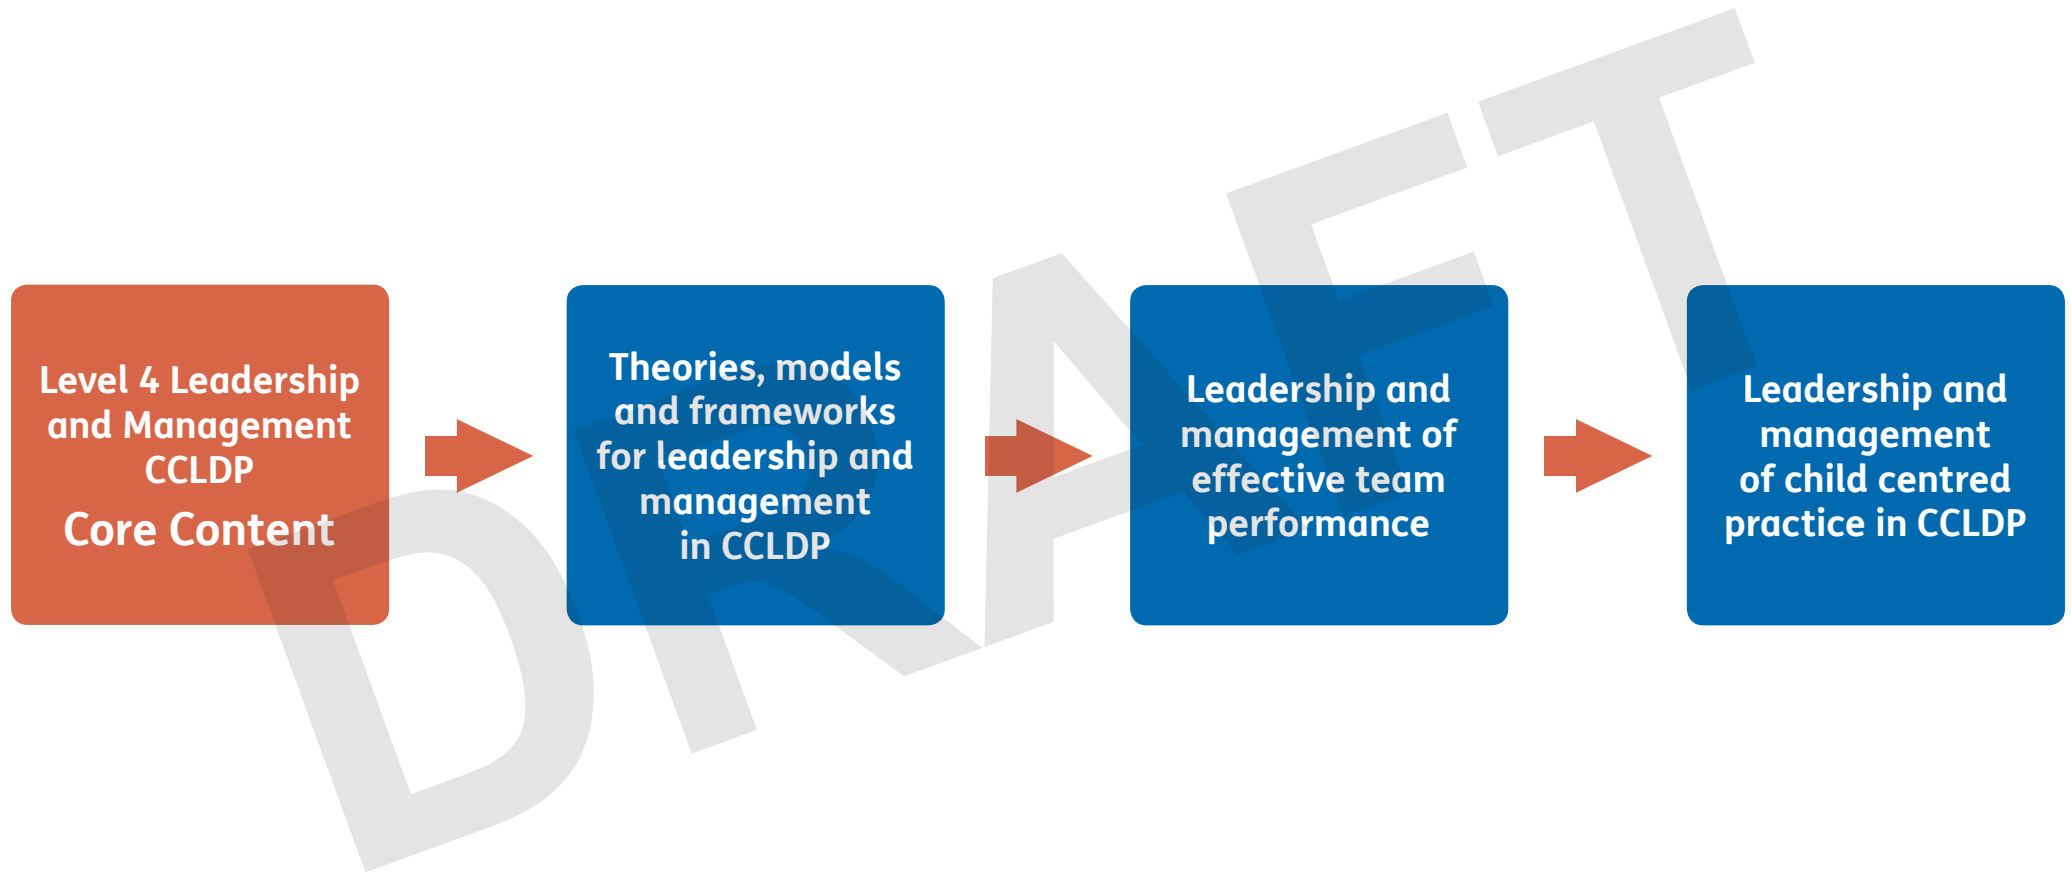 Level 4 Leadership
and Management
CCLDP
Core Content
Theories, models
and frameworks
for leadership and
management
in CCLDP
Leadership and
management of
effective team
performance
Leadership and
management
of child centred
practice in CCLDP
DRAFT